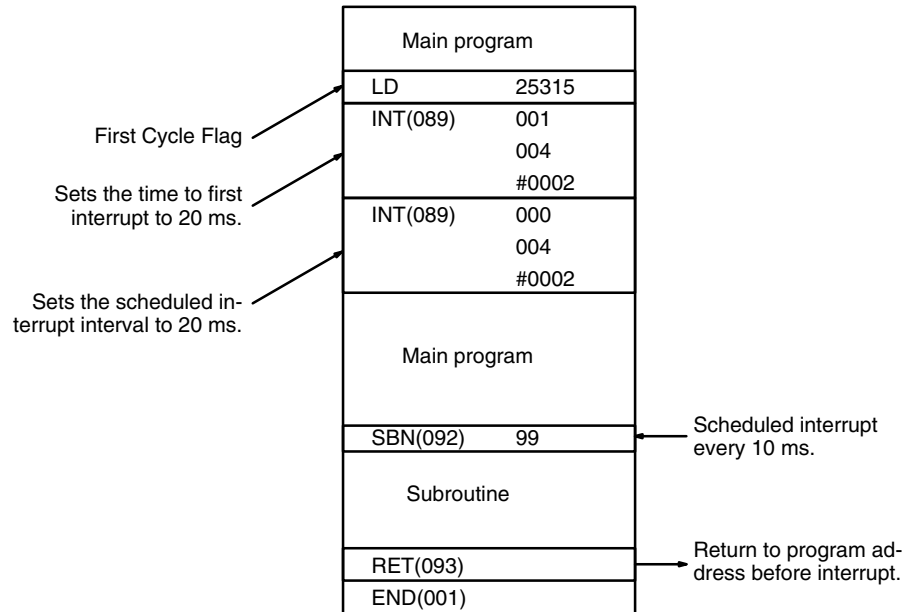 Main program
LD 25315
First Cycle Flag
INT(089) 001
004
#0002
Sets the time to first
interrupt to 20 ms.
INT(089) 000
004
#0002
Sets the scheduled in-
terrupt interval to 20 ms.
Main program
SBN(092) 99
Scheduled interrupt
every 10 ms.
Subroutine
RET(093)
Return to program ad-
dress before interrupt.
END(001)